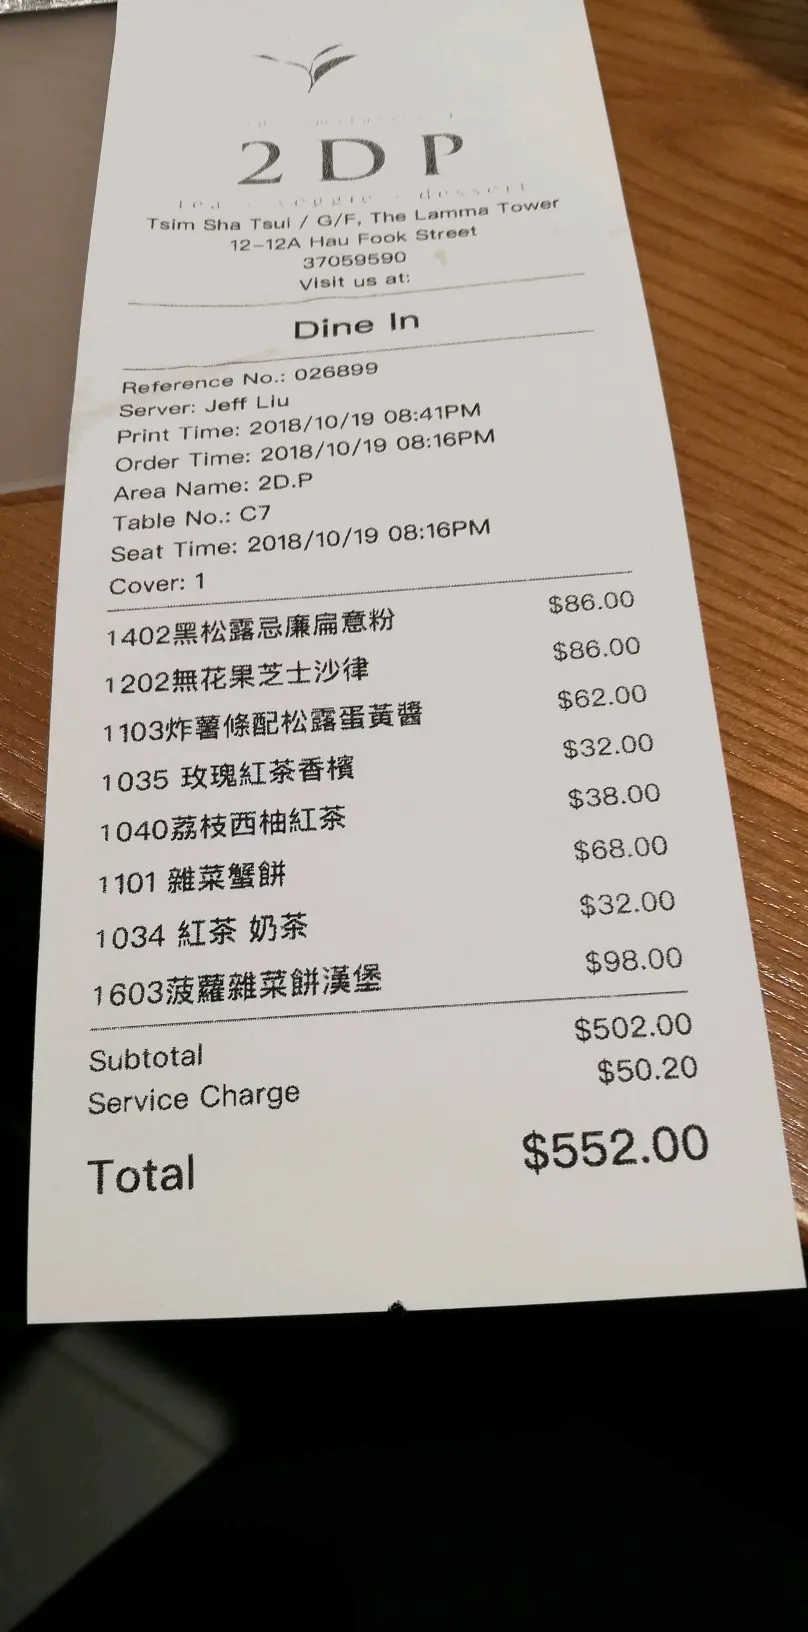 2DP
tea · veggie · dessert
Tsim Sha Tsui / G/F, The Lamma Tower
12-12A Hau Fook Street
37059590
Visit us at:
Dine In
Reference No.: 026899
Server: Jeff Liu
Print Time: 2018/10/19 08:41PM
Order Time: 2018/10/19 08:16PM
Area Name: 2D.P
Table No.: C7
Seat Time: 2018/10/19 08:16PM
Cover: 1
1402黑松露忌廉扁意粉 $86.00
1202無花果芝士沙律 $86.00
1103炸薯條配松露蛋黃醬 $62.00
1035 玫瑰紅茶香檳 $32.00
1040荔枝西柚紅茶 $38.00
1101 雜菜蟹餅 $68.00
1034 紅茶 奶茶 $32.00
1603菠蘿雜菜餅漢堡 $98.00
Subtotal $502.00
Service Charge $50.20
Total $552.00